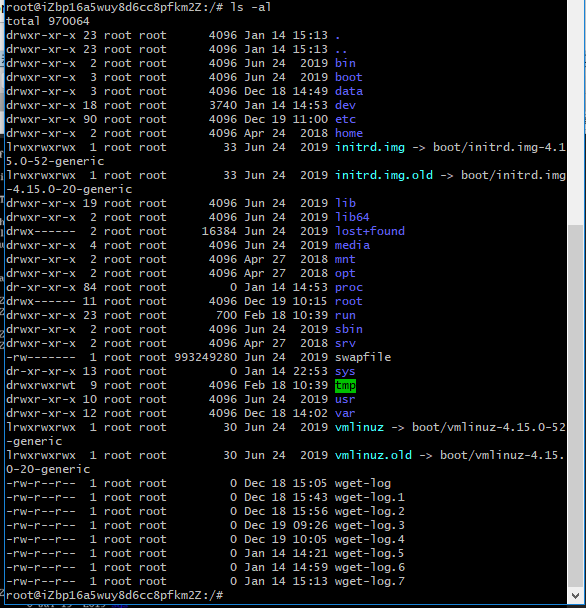 root@iZbp16a5wuy8d6cc8pfkm2Z:/# ls -al
total 970064
drwxr-xr-x 23 root root 4096 Jan 14 15:13 .
drwxr-xr-x 23 root root 4096 Jan 14 15:13 ..
drwxr-xr-x 2 root root 4096 Jun 24 2019 bin
drwxr-xr-x 3 root root 4096 Jun 24 2019 boot
drwxr-xr-x 3 root root 4096 Dec 18 14:49 data
drwxr-xr-x 18 root root 3740 Jan 14 14:53 dev
drwxr-xr-x 90 root root 4096 Dec 19 11:00 etc
drwxr-xr-x 2 root root 4096 Apr 24 2018 home
lrwxrwxrwx 1 root root 33 Jun 24 2019 initrd.img -> boot/initrd.img-4.1
5.0-52-generic
lrwxrwxrwx 1 root root 33 Jun 24 2019 initrd.img.old -> boot/initrd.img
-4.15.0-20-generic
drwxr-xr-x 19 root root 4096 Jun 24 2019 lib
drwxr-xr-x 2 root root 4096 Jun 24 2019 lib64
drwx------ 2 root root 16384 Jun 24 2019 lost+found
drwxr-xr-x 4 root root 4096 Jun 24 2019 media
drwxr-xr-x 2 root root 4096 Apr 27 2018 mnt
drwxr-xr-x 2 root root 4096 Apr 27 2018 opt
dr-xr-xr-x 84 root root 0 Jan 14 14:53 proc
drwx------ 11 root root 4096 Dec 19 10:15 root
drwxr-xr-x 23 root root 700 Feb 18 10:39 run
drwxr-xr-x 2 root root 4096 Jun 24 2019 sbin
drwxr-xr-x 2 root root 4096 Apr 27 2018 srv
-rw------- 1 root root 993249280 Jun 24 2019 swapfile
dr-xr-xr-x 13 root root 0 Jan 14 22:53 sys
drwxrwxrwt 9 root root 4096 Feb 18 10:39 tmp
drwxr-xr-x 10 root root 4096 Jun 24 2019 usr
drwxr-xr-x 12 root root 4096 Dec 18 14:02 var
lrwxrwxrwx 1 root root 30 Jun 24 2019 vmlinuz -> boot/vmlinuz-4.15.0-52
-generic
lrwxrwxrwx 1 root root 30 Jun 24 2019 vmlinuz.old -> boot/vmlinuz-4.15.
0-20-generic
-rw-r--r-- 1 root root 0 Dec 18 15:05 wget-log
-rw-r--r-- 1 root root 0 Dec 18 15:43 wget-log.1
-rw-r--r-- 1 root root 0 Dec 18 15:56 wget-log.2
-rw-r--r-- 1 root root 0 Dec 19 09:26 wget-log.3
-rw-r--r-- 1 root root 0 Dec 19 10:05 wget-log.4
-rw-r--r-- 1 root root 0 Jan 14 14:21 wget-log.5
-rw-r--r-- 1 root root 0 Jan 14 14:59 wget-log.6
-rw-r--r-- 1 root root 0 Jan 14 15:13 wget-log.7
root@iZbp16a5wuy8d6cc8pfkm2Z:/#